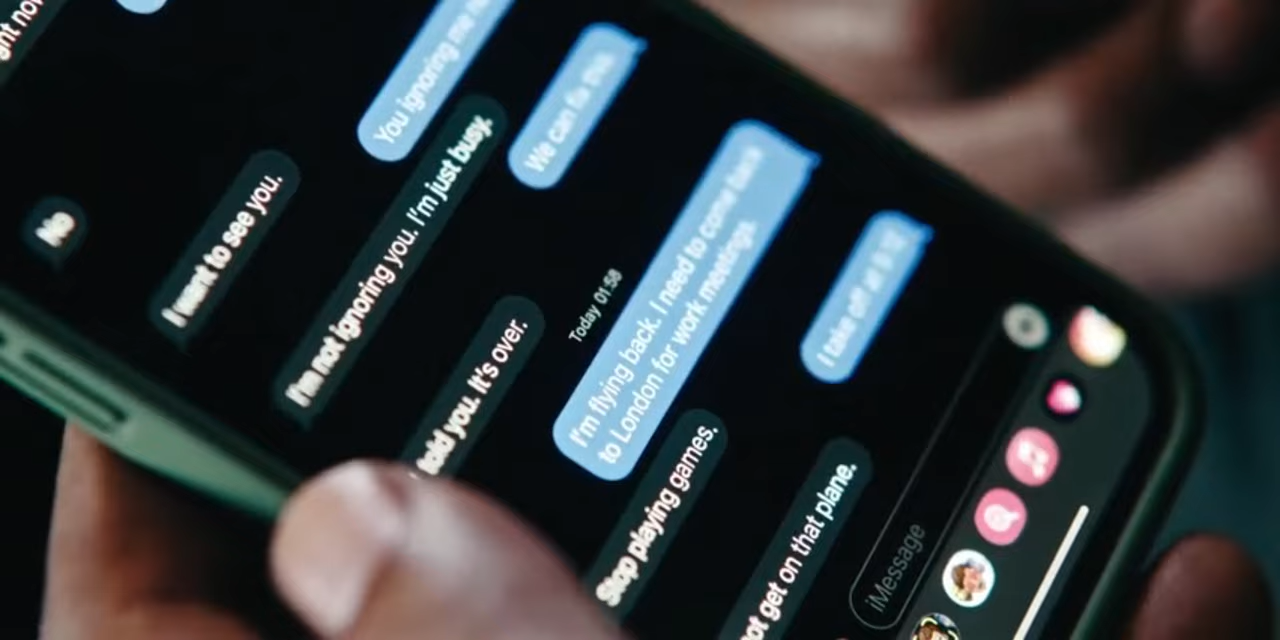 ght now
No
I want to see you.
You ignoring me
I'm not ignoring you. I'm just busy.
We can fix this
told you. It's over.
Today 01:58
I'm flying back. I need to come back
to London for work meetings.
Stop playing games.
I take off at
not get on that plane.
iMessage